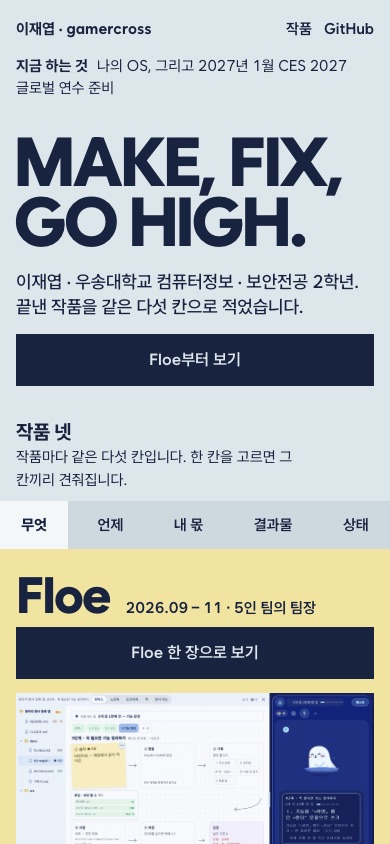 이재엽 · gamercross
작품 GitHub
지금 하는 것 나의 OS, 그리고 2027년 1월 CES 2027
글로벌 연수 준비
MAKE, FIX,
GO HIGH.
이재엽 · 우송대학교 컴퓨터정보 · 보안전공 2학년.
끝낸 작품을 같은 다섯 칸으로 적었습니다.
Floe부터 보기
작품 넷
작품마다 같은 다섯 칸입니다. 한 칸을 고르면 그
칸끼리 견줘집니다.
무엇 언제 내 몫 결과물 상태
Floe 2026.09 – 11 · 5인 팀의 팀장
Floe 한 장으로 보기